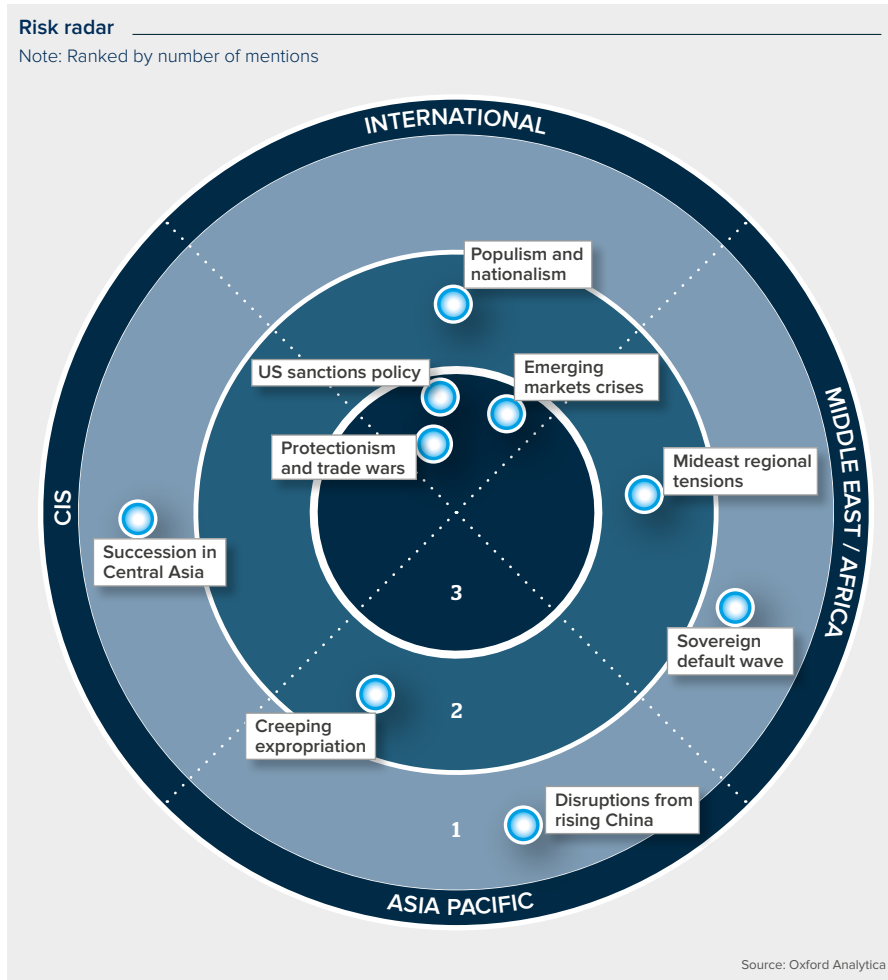 Risk radar
Note: Ranked by number of mentions
INTERNATIONAL
Populism and
nationalism
US sanctions policy
Emerging
markets crises
Protectionism
and trade wars
Mideast regional
tensions
MIDDLE EAST / AFRICA
CIS
Succession in
Central Asia
3
Sovereign
default wave
2
Creeping
expropriation
Disruptions from
rising China
1
ASIA PACIFIC
Source: Oxford Analytica